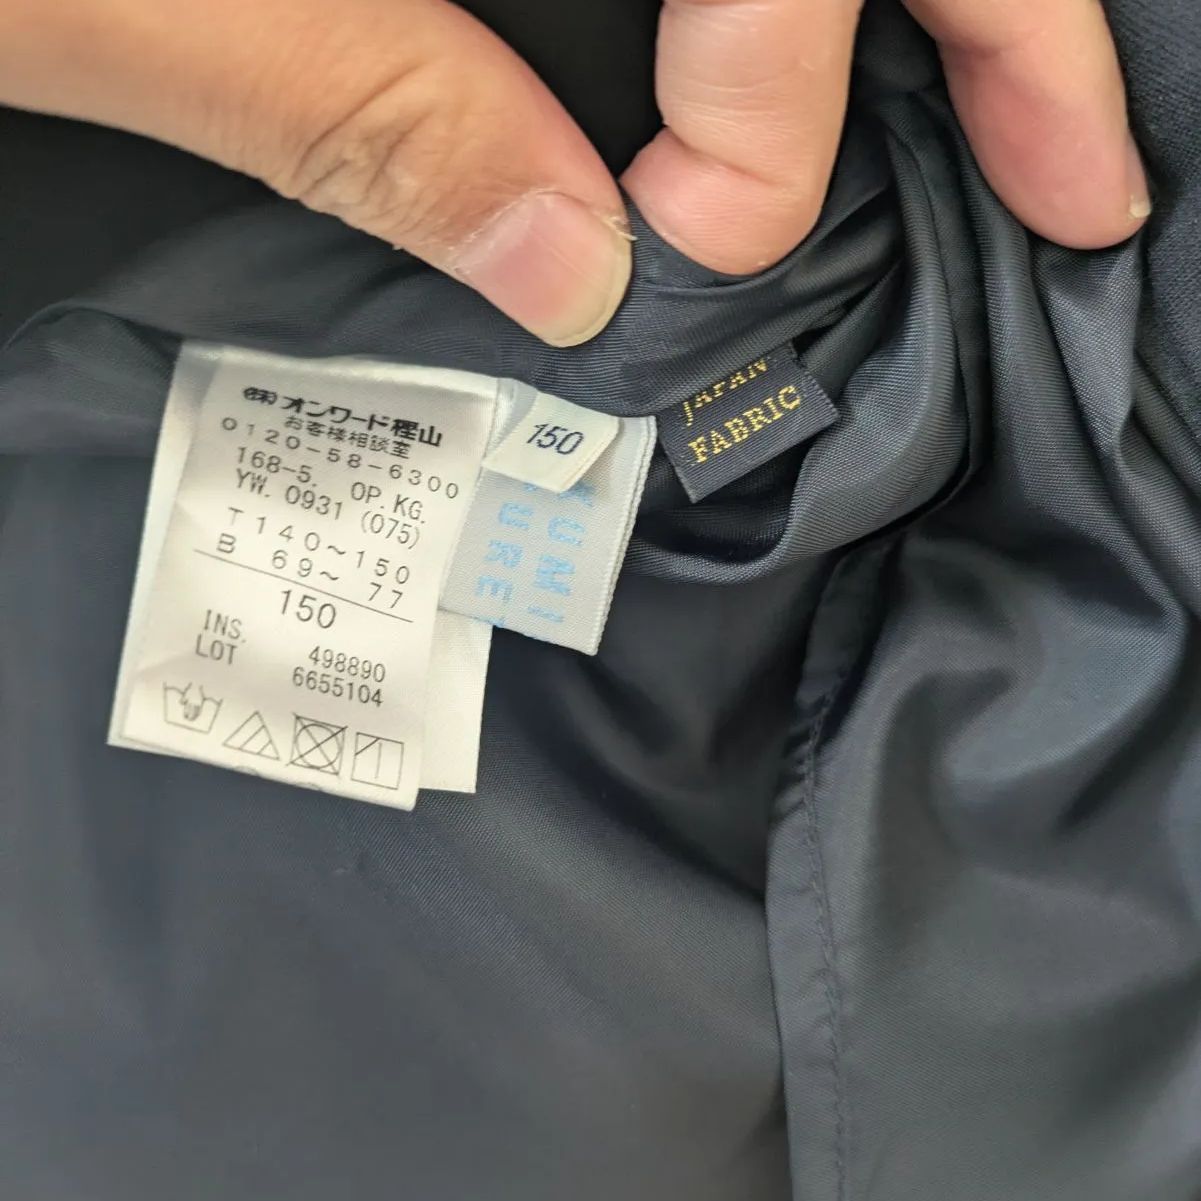 ㈱オンワード樫山
お客様相談室
0120-58-6300
168-5. OP.KG.
YW. 0931 (075)
T 140~150
B 69~ 77
150
INS. 498890
LOT 6655104
150
JAPAN
FABRIC